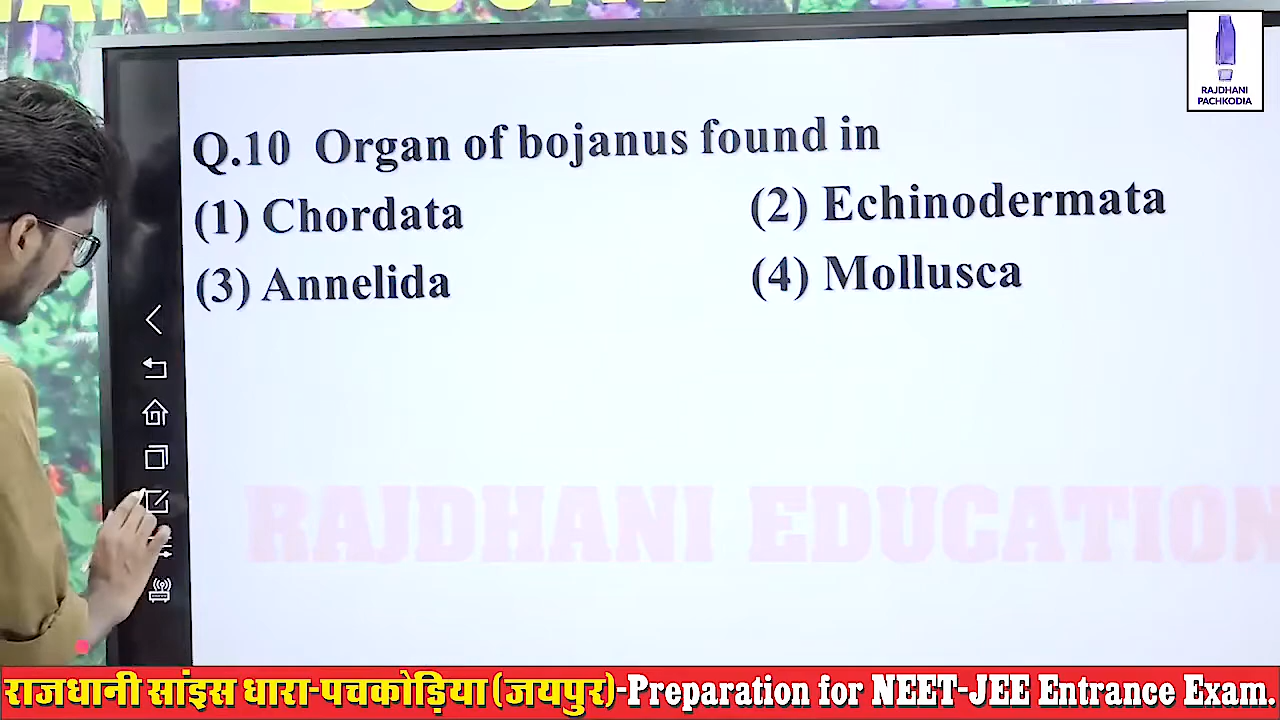 RAJDHANI
PACHKODIA
Q.10 Organ of bojanus found in
(1) Chordata (2) Echinodermata
(3) Annelida (4) Mollusca
RAJDHANI EDUCATION
राजधानी सांइस धारा-पचकोड़िया (जयपुर)-Preparation for NEET-JEE Entrance Exam.